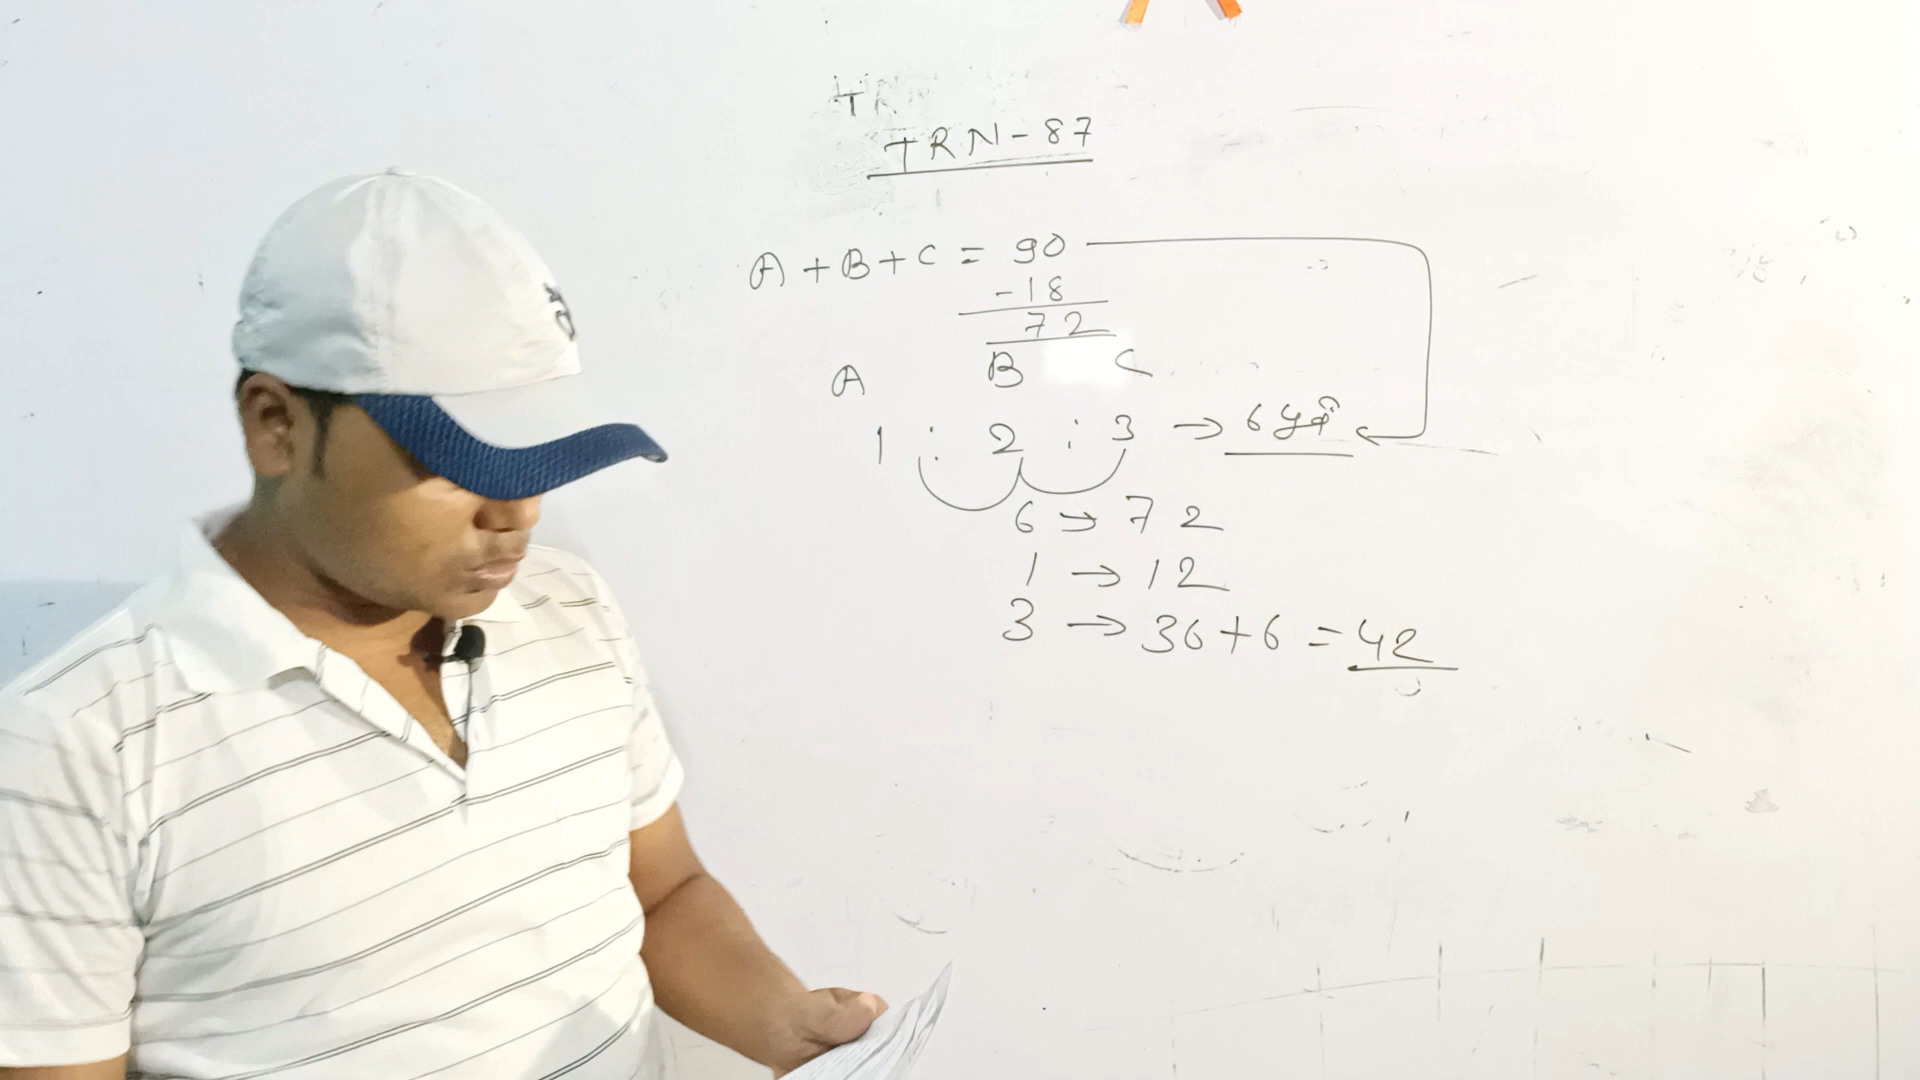 TRN-87
A + B + C = 90
-18
72
A B C
1 : 2 : 3 → 6
6 → 72
1 → 12
3 → 36 + 6 = 42